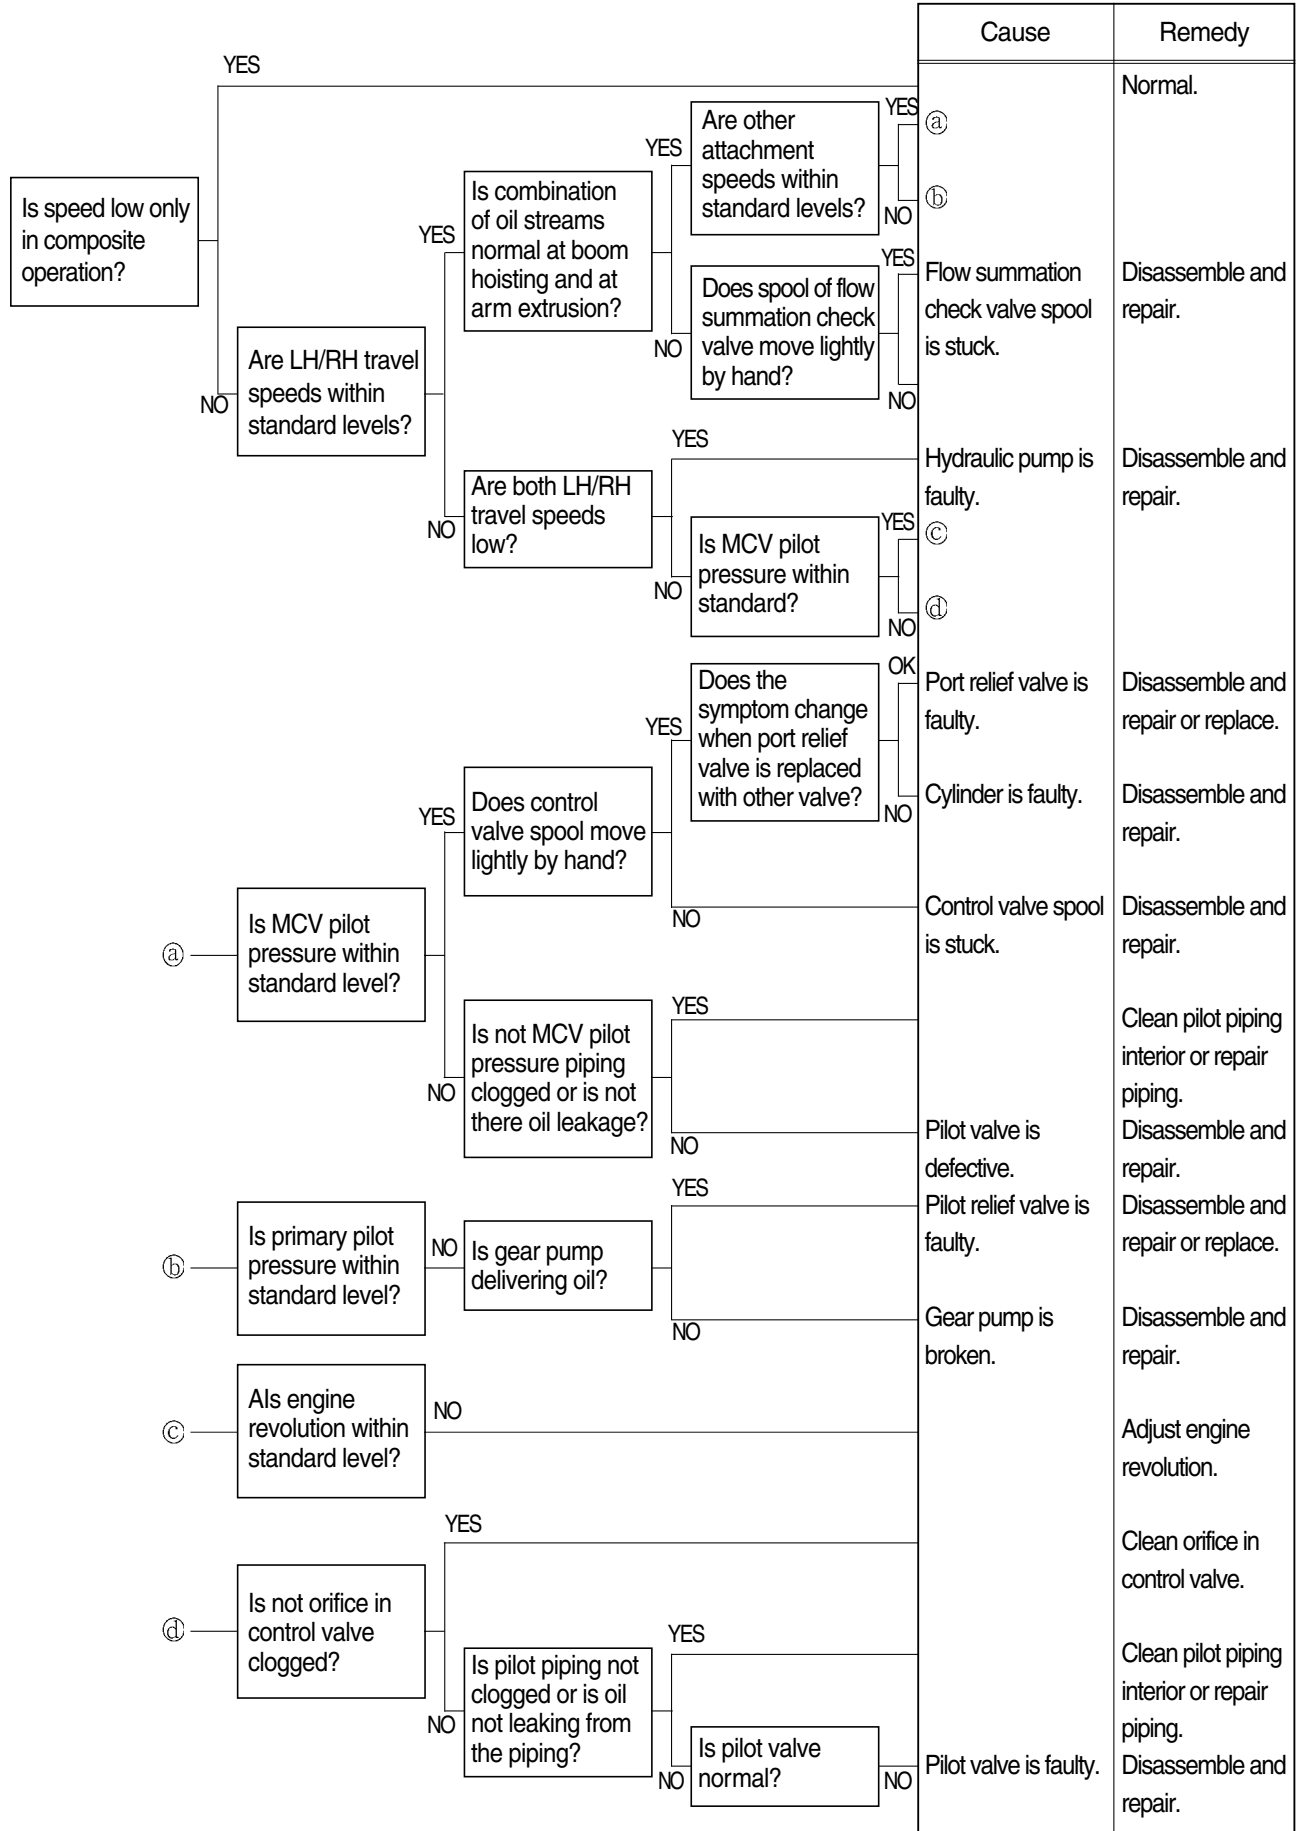 Cause
Remedy
YES
Normal.
Is speed low only
in composite
operation?
NO
Are LH/RH travel
speeds within
standard levels?
YES
Is combination
of oil streams
normal at boom
hoisting and at
arm extrusion?
YES
Are other
attachment
speeds within
standard levels?
YES
ⓐ
NO
ⓑ
NO
Does spool of flow
summation check
valve move lightly
by hand?
YES
NO
Flow summation
check valve spool
is stuck.
Disassemble and
repair.
NO
Are both LH/RH
travel speeds
low?
YES
Hydraulic pump is
faulty.
Disassemble and
repair.
NO
Is MCV pilot
pressure within
standard?
YES
ⓒ
NO
ⓓ
ⓐ
Is MCV pilot
pressure within
standard level?
YES
Does control
valve spool move
lightly by hand?
YES
Does the
symptom change
when port relief
valve is replaced
with other valve?
OK
Port relief valve is
faulty.
Disassemble and
repair or replace.
NO
Cylinder is faulty.
Disassemble and
repair.
NO
Control valve spool
is stuck.
Disassemble and
repair.
NO
Is not MCV pilot
pressure piping
clogged or is not
there oil leakage?
YES
Clean pilot piping
interior or repair
piping.
NO
Pilot valve is
defective.
Disassemble and
repair.
ⓑ
Is primary pilot
pressure within
standard level?
NO
Is gear pump
delivering oil?
YES
Pilot relief valve is
faulty.
Disassemble and
repair or replace.
NO
Gear pump is
broken.
Disassemble and
repair.
ⓒ
AIs engine
revolution within
standard level?
NO
Adjust engine
revolution.
ⓓ
Is not orifice in
control valve
clogged?
YES
Clean orifice in
control valve.
NO
Is pilot piping not
clogged or is oil
not leaking from
the piping?
YES
Clean pilot piping
interior or repair
piping.
NO
Is pilot valve
normal?
NO
Pilot valve is faulty.
Disassemble and
repair.